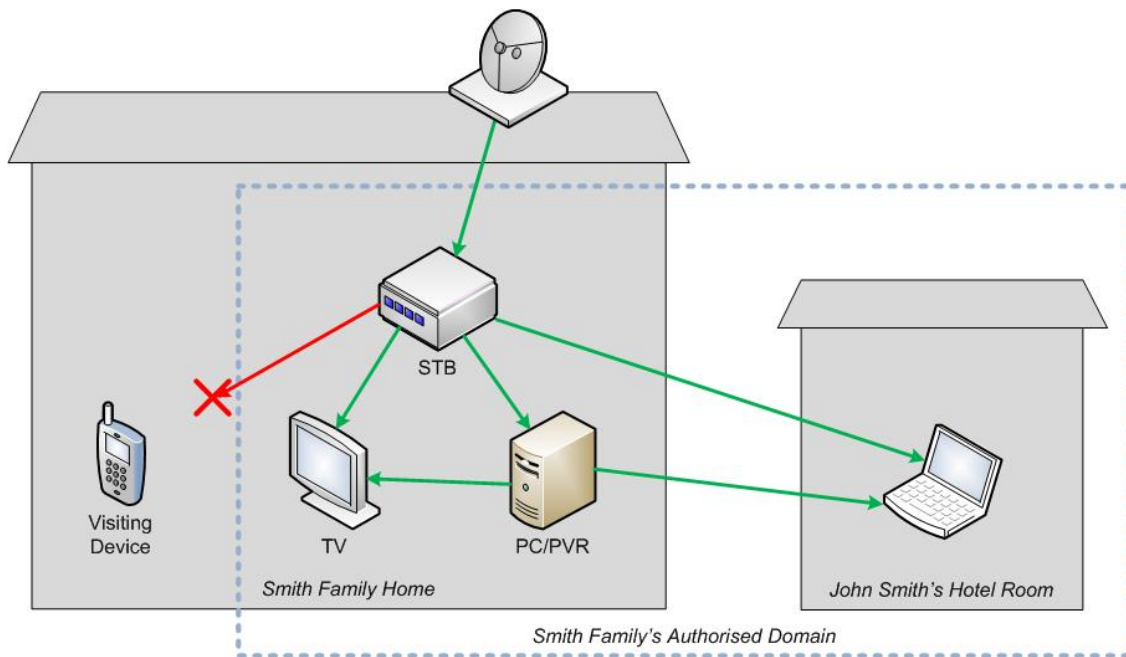 STB
Visiting
Device
TV
PC/PVR
Smith Family Home
John Smith's Hotel Room
Smith Family's Authorised Domain